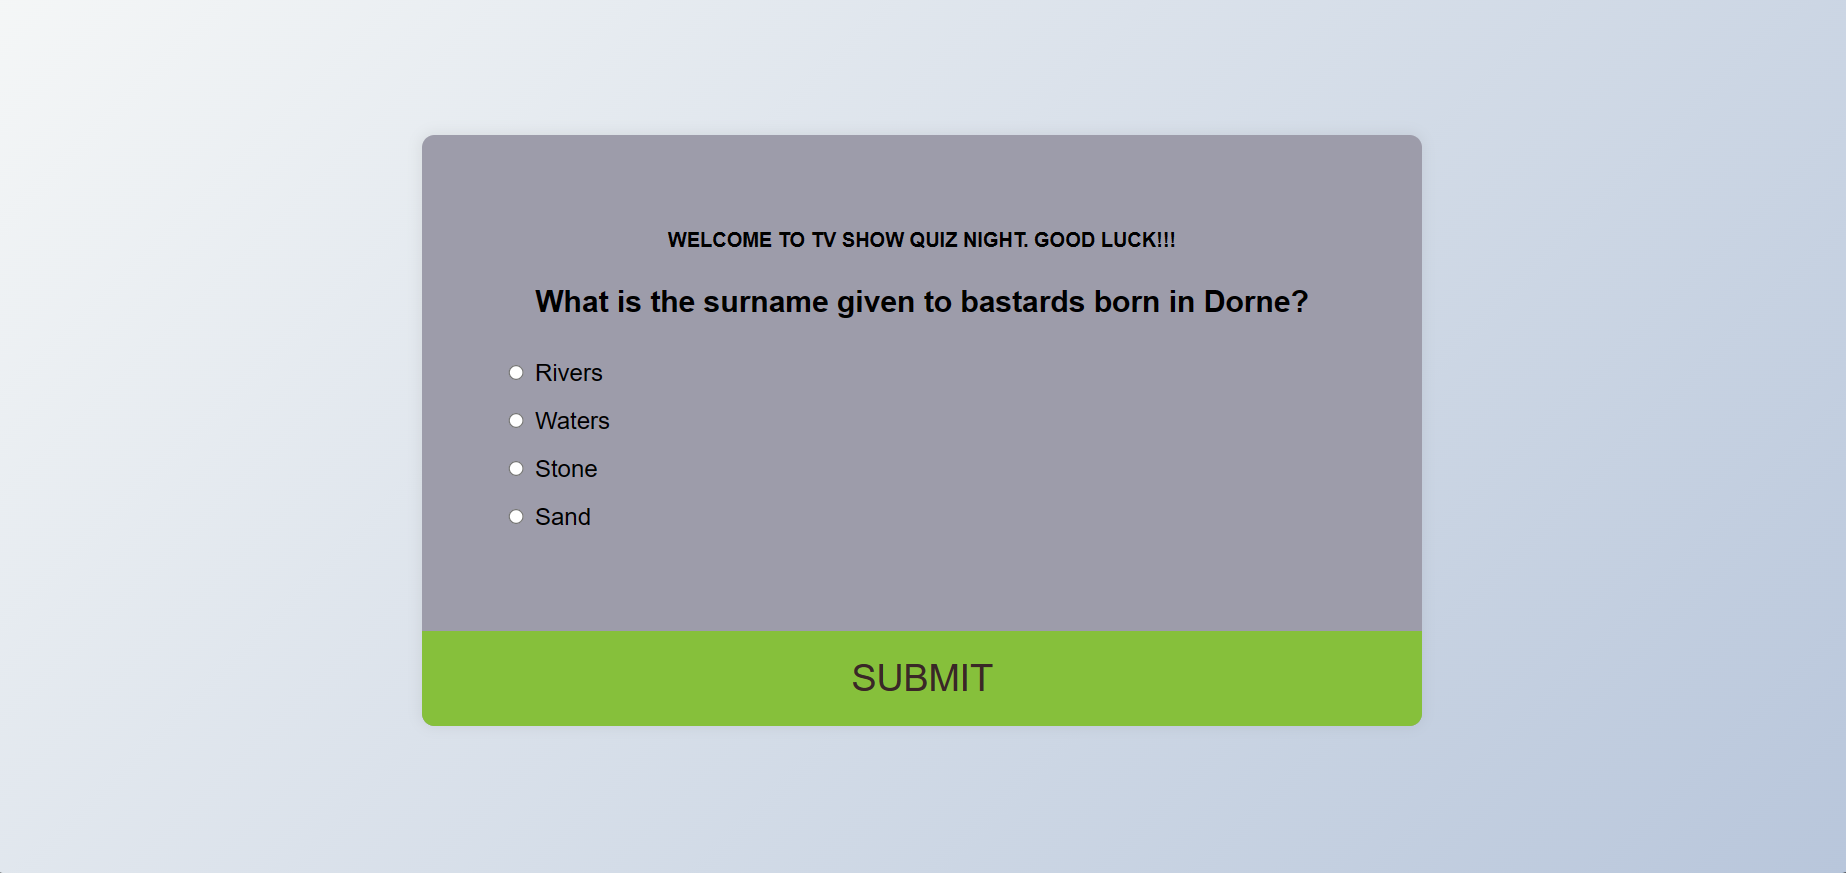 WELCOME TO TV SHOW QUIZ NIGHT. GOOD LUCK!!!
What is the surname given to bastards born in Dorne?
Rivers
Waters
Stone
Sand
SUBMIT